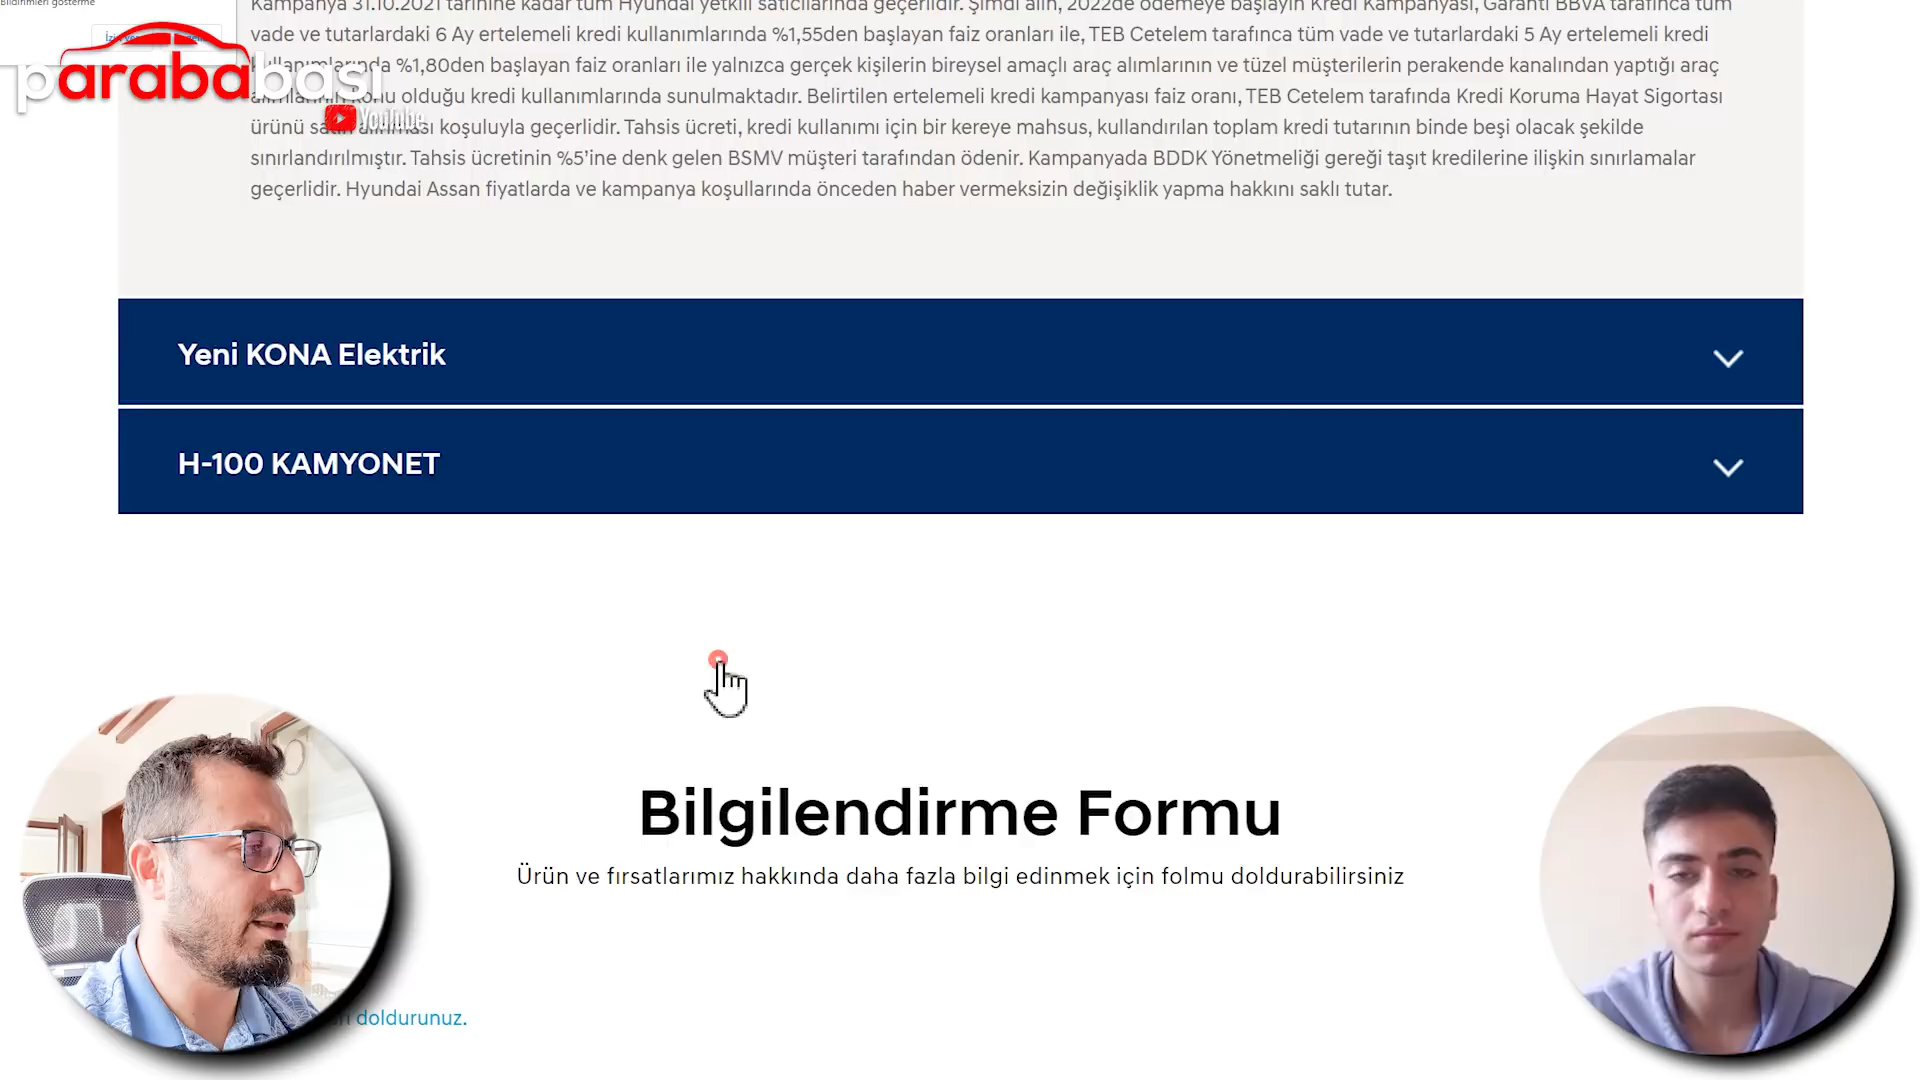 Bildirimleri gösterme
parababası
YouTube
Kampanya 31.10.2021 tarihine kadar tüm Hyundai yetkili satıcılarında geçerlidir. Şimdi alın, 2022de ödemeye başlayın Kredi Kampanyası, Garanti BBVA tarafınca tüm
vade ve tutarlardaki 6 Ay ertelemeli kredi kullanımlarında %1,55den başlayan faiz oranları ile, TEB Cetelem tarafınca tüm vade ve tutarlardaki 5 Ay ertelemeli kredi
kullanımlarında %1,80den başlayan faiz oranları ile yalnızca gerçek kişilerin bireysel amaçlı araç alımlarının ve tüzel müşterilerin perakende kanalından yaptığı araç
alımlarının konu olduğu kredi kullanımlarında sunulmaktadır. Belirtilen ertelemeli kredi kampanyası faiz oranı, TEB Cetelem tarafında Kredi Koruma Hayat Sigortası
ürünü satın alınması koşuluyla geçerlidir. Tahsis ücreti, kredi kullanımı için bir kereye mahsus, kullandırılan toplam kredi tutarının binde beşi olacak şekilde
sınırlandırılmıştır. Tahsis ücretinin %5'ine denk gelen BSMV müşteri tarafından ödenir. Kampanyada BDDK Yönetmeliği gereği taşıt kredilerine ilişkin sınırlamalar
geçerlidir. Hyundai Assan fiyatlarda ve kampanya koşullarında önceden haber vermeksizin değişiklik yapma hakkını saklı tutar.
Yeni KONA Elektrik
H-100 KAMYONET
Bilgilendirme Formu
Ürün ve fırsatlarımız hakkında daha fazla bilgi edinmek için folmu doldurabilirsiniz
doldurunuz.